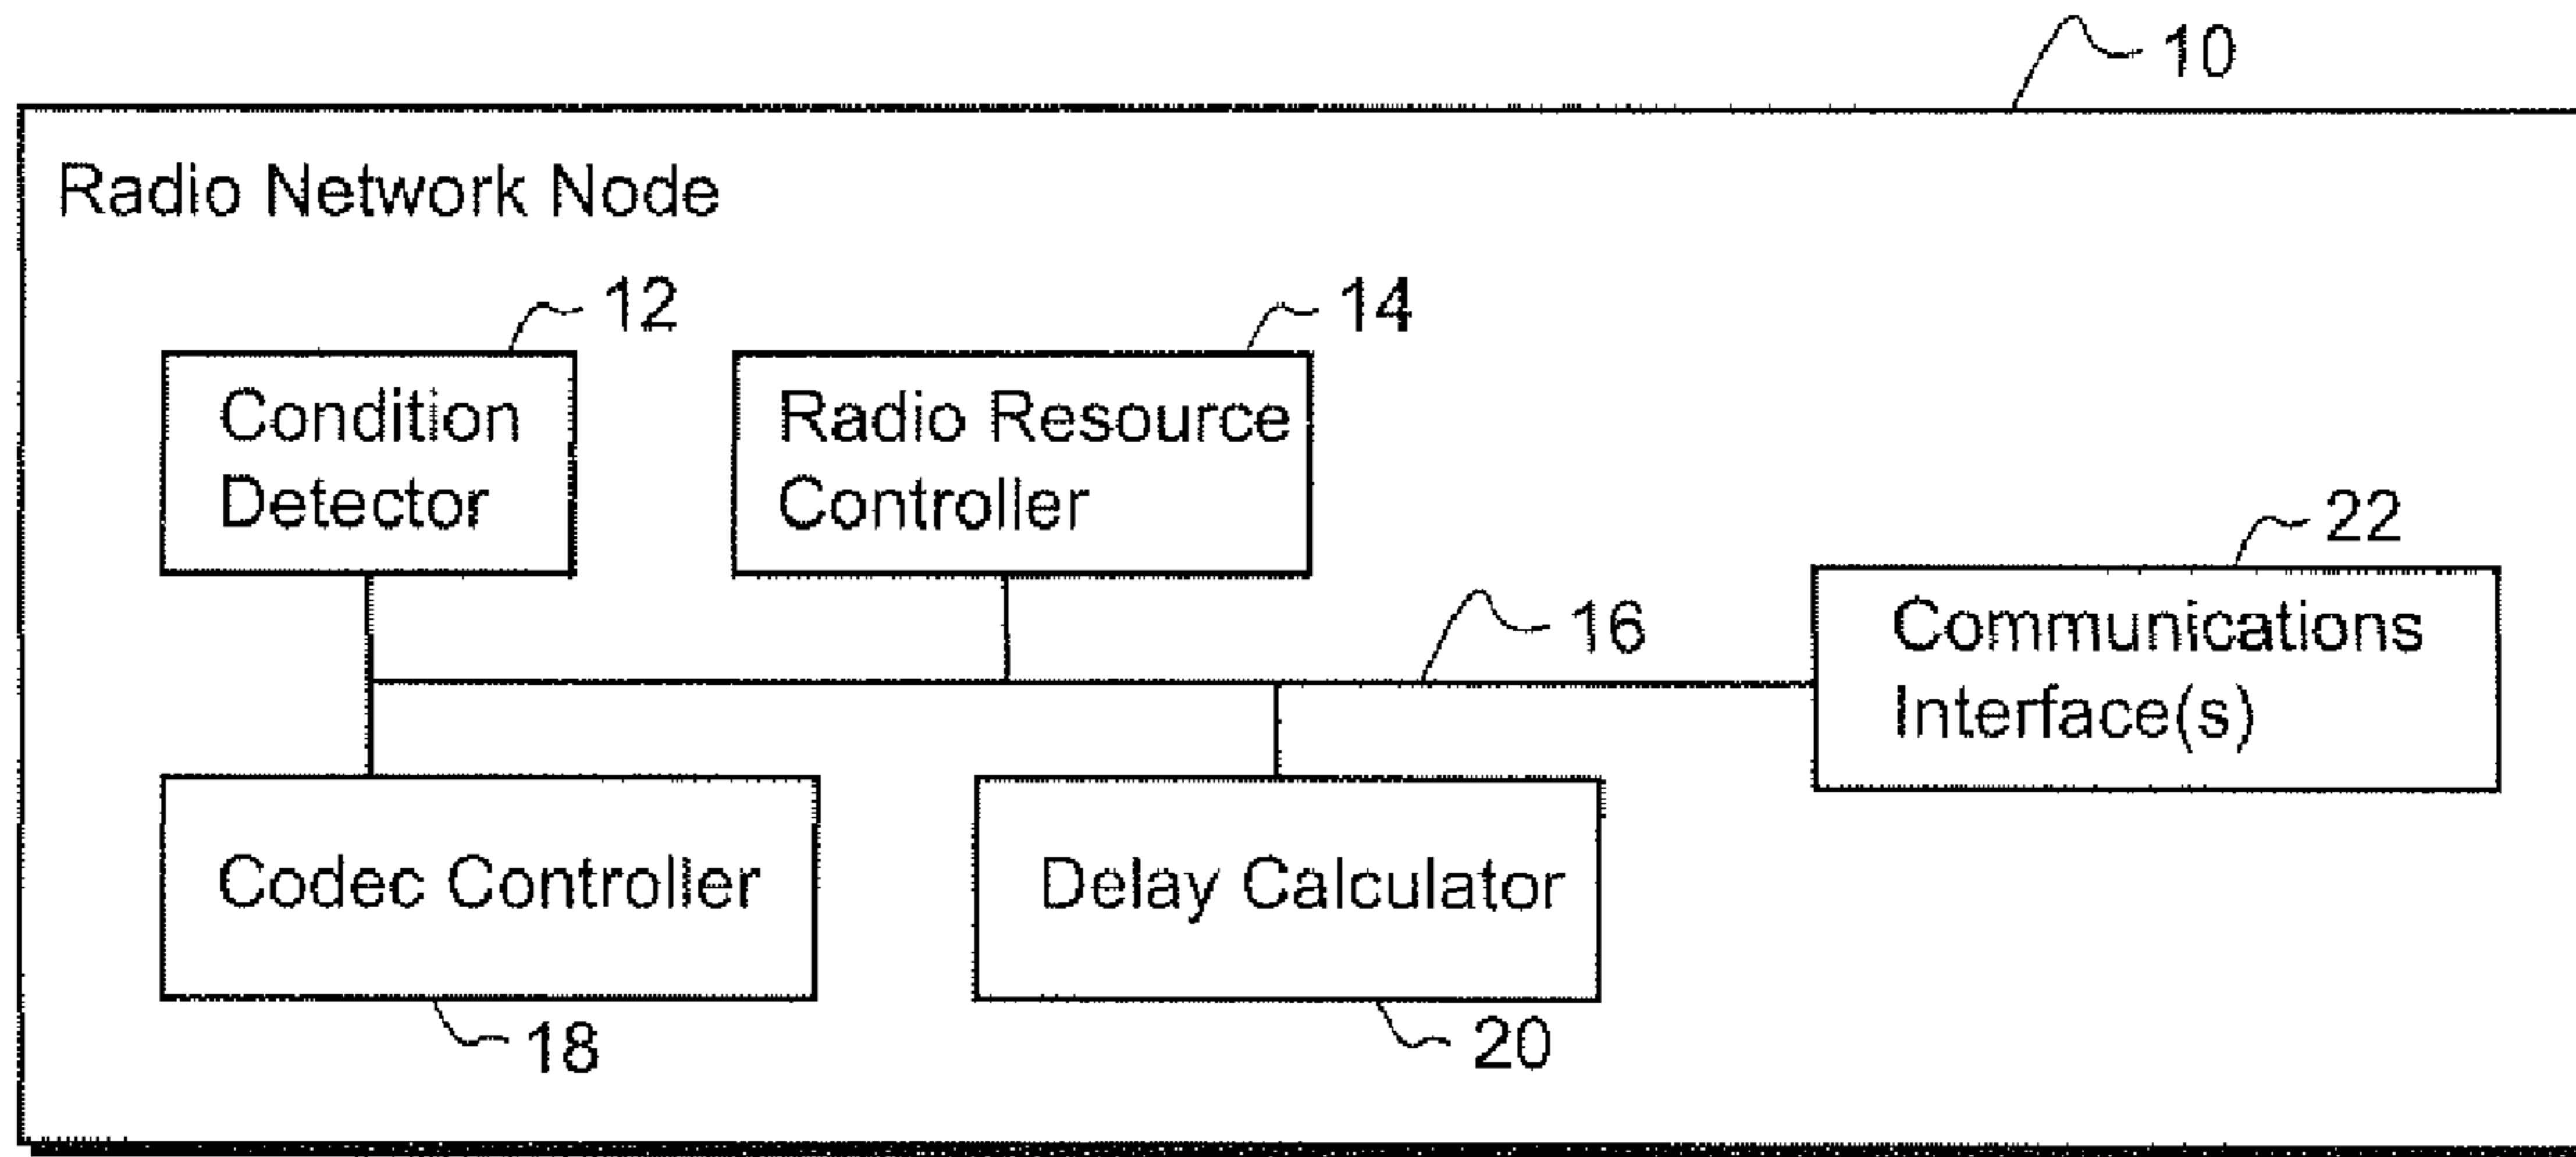 10
Radio Network Node
12
14
Condition
Detector
Radio Resource
Controller
22
16
Communications
Interface(s)
Codec Controller
Delay Calculator
18
20